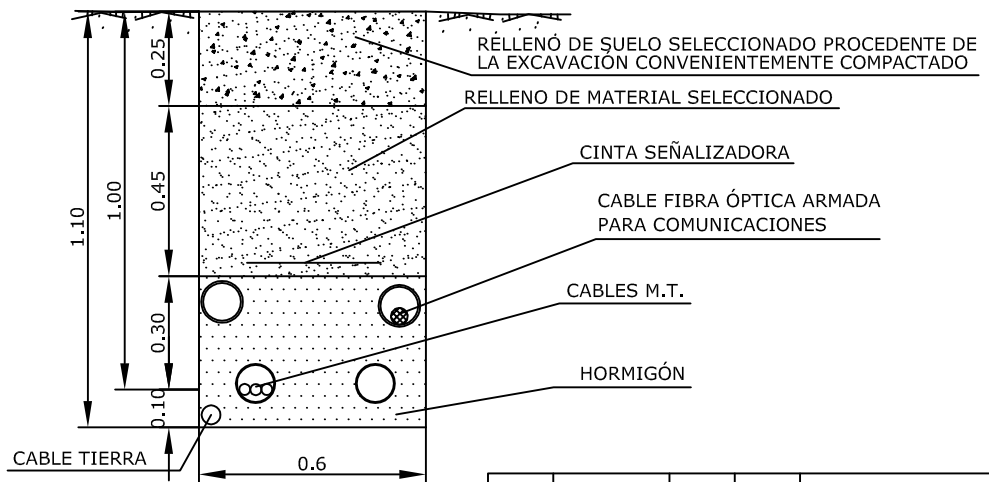 RELLENO DE SUELO SELECCIONADO PROCEDENTE DE
LA EXCAVACIÓN CONVENIENTEMENTE COMPACTADO
RELLENO DE MATERIAL SELECCIONADO
CINTA SEÑALIZADORA
CABLE FIBRA ÓPTICA ARMADA
PARA COMUNICACIONES
CABLES M.T.
HORMIGÓN
CABLE TIERRA
0.25
0.45
0.30
0.10
1.00
1.10
0.6